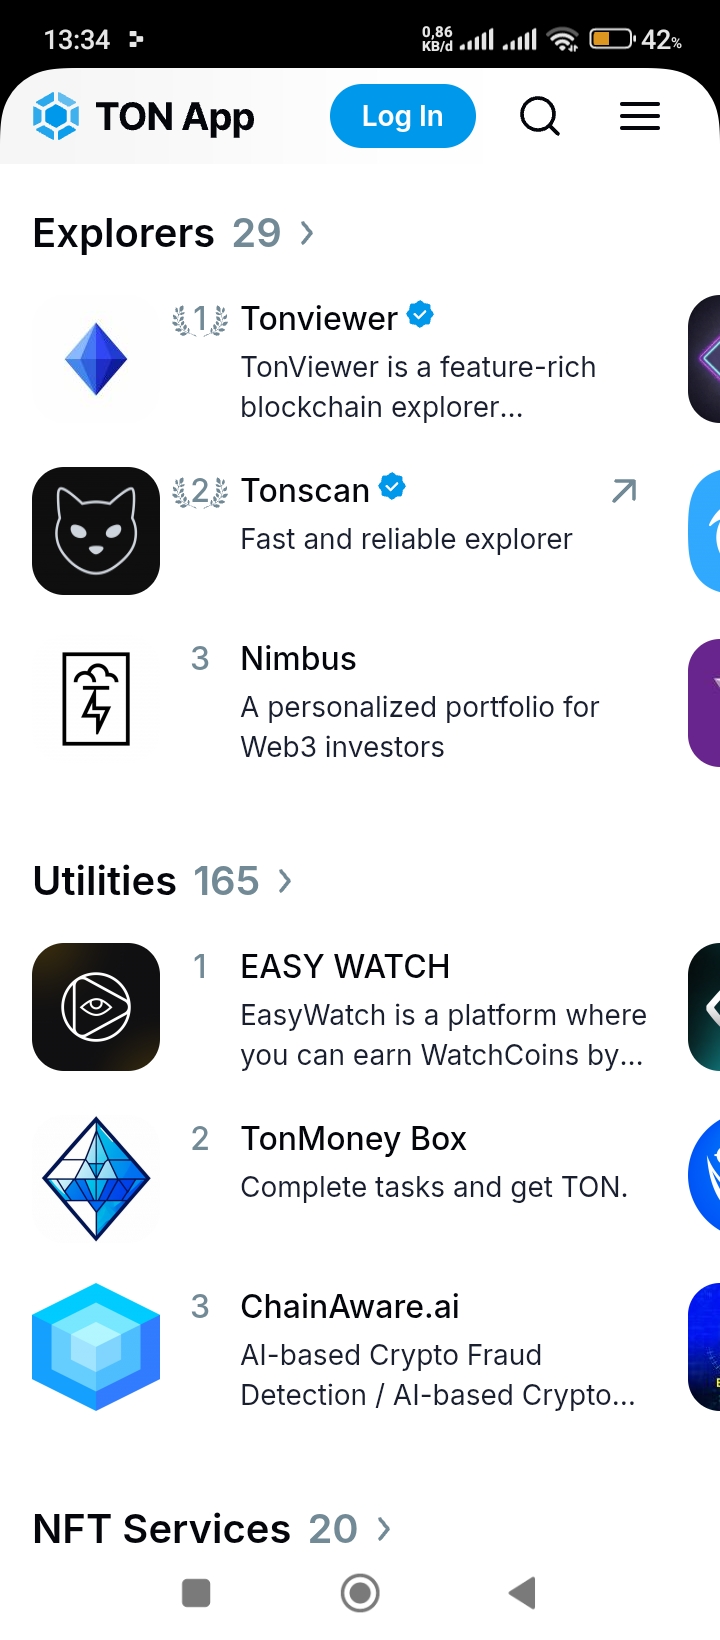 13:34
0,86
KB/d
42%
TON App
Log In
Explorers 29
1 Tonviewer
TonViewer is a feature-rich
blockchain explorer...
2 Tonscan
Fast and reliable explorer
3 Nimbus
A personalized portfolio for
Web3 investors
Utilities 165
1 EASY WATCH
EasyWatch is a platform where
you can earn WatchCoins by...
2 TonMoney Box
Complete tasks and get TON.
3 ChainAware.ai
AI-based Crypto Fraud
Detection / AI-based Crypto...
NFT Services 20